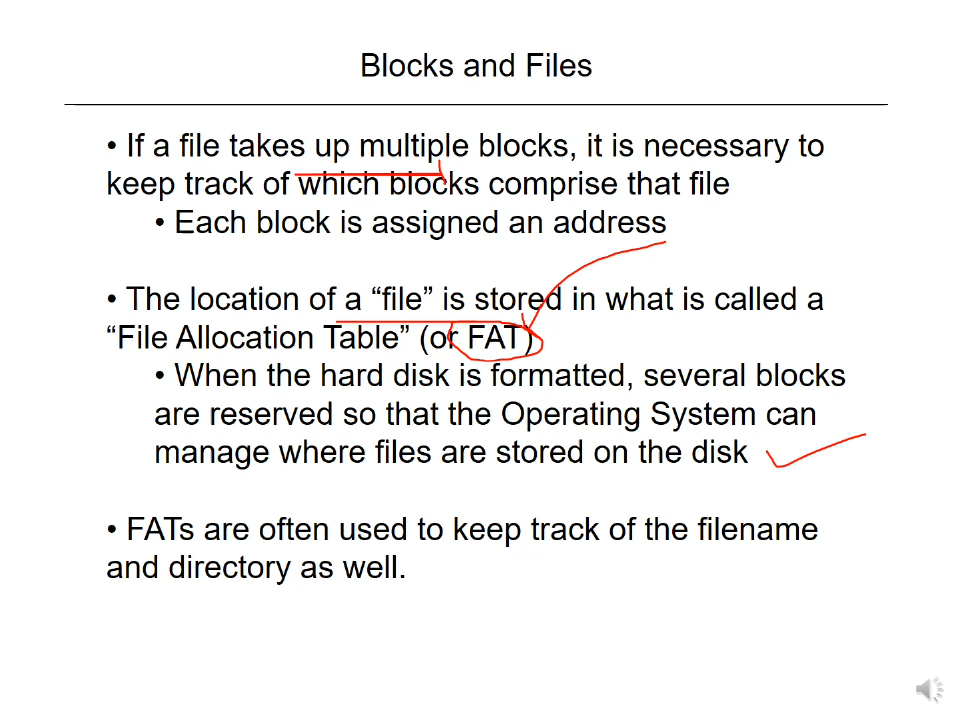 Blocks and Files
• If a file takes up multiple blocks, it is necessary to
keep track of which blocks comprise that file
• Each block is assigned an address
• The location of a “file” is stored in what is called a
“File Allocation Table” (or FAT)
• When the hard disk is formatted, several blocks
are reserved so that the Operating System can
manage where files are stored on the disk
• FATs are often used to keep track of the filename
and directory as well.